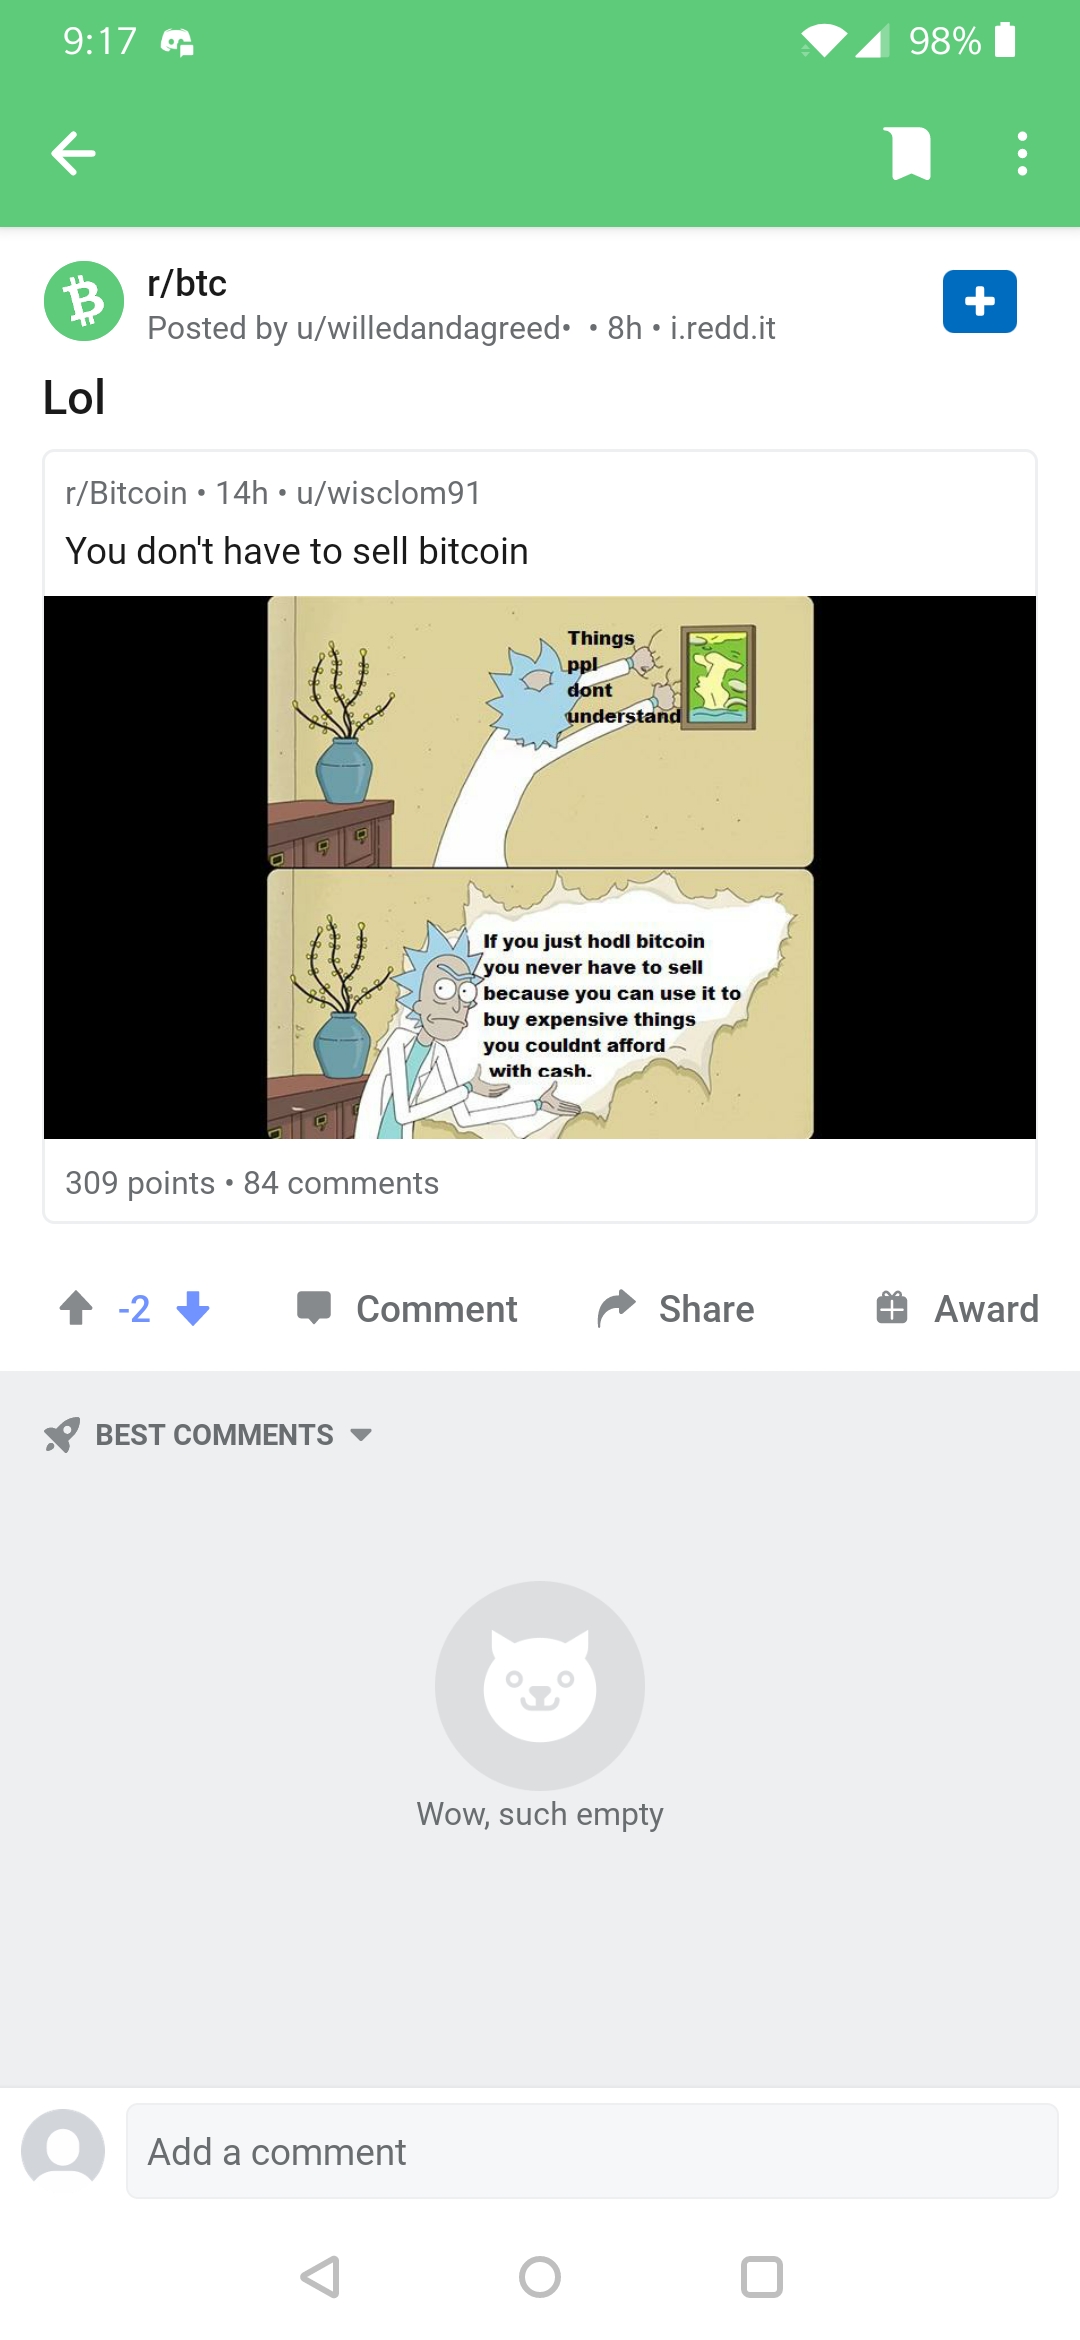 9:17
98%
r/btc
Posted by u/willedandagreed• • 8h • i.redd.it
Lol
r/Bitcoin • 14h • u/wisclom91
You don't have to sell bitcoin
Things
ppl
dont
understand
If you just hodl bitcoin
you never have to sell
because you can use it to
buy expensive things
you couldnt afford
with cash.
309 points • 84 comments
-2
Comment
Share
Award
BEST COMMENTS
Wow, such empty
Add a comment